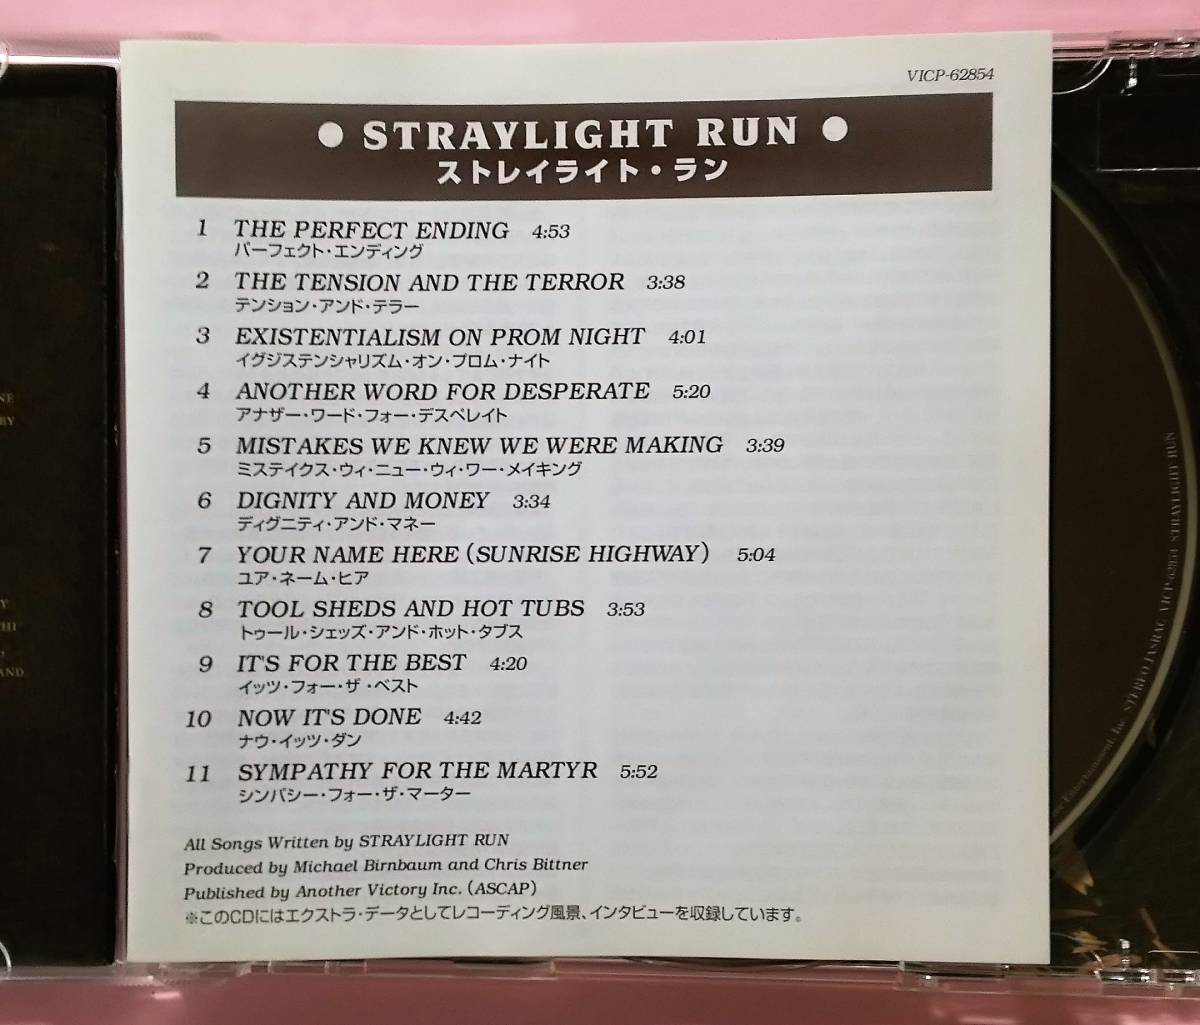 VICP-62854
● STRAYLIGHT RUN ●
ストレイライト・ラン
1 THE PERFECT ENDING 4:53
パーフェクト・エンディング
2 THE TENSION AND THE TERROR 3:38
テンション・アンド・テラー
3 EXISTENTIALISM ON PROM NIGHT 4:01
イグジステンシャリズム・オン・プロム・ナイト
4 ANOTHER WORD FOR DESPERATE 5:20
アナザー・ワード・フォー・デスペレイト
5 MISTAKES WE KNEW WE WERE MAKING 3:39
ミステイクス・ウィ・ニュー・ウィ・ワー・メイキング
6 DIGNITY AND MONEY 3:34
ディグニティ・アンド・マネー
7 YOUR NAME HERE (SUNRISE HIGHWAY) 5:04
ユア・ネーム・ヒア
8 TOOL SHEDS AND HOT TUBS 3:53
トゥール・シェッズ・アンド・ホット・タブス
9 IT'S FOR THE BEST 4:20
イッツ・フォー・ザ・ベスト
10 NOW IT'S DONE 4:42
ナウ・イッツ・ダン
11 SYMPATHY FOR THE MARTYR 5:52
シンパシー・フォー・ザ・マーター
All Songs Written by STRAYLIGHT RUN
Produced by Michael Birnbaum and Chris Bittner
Published by Another Victory Inc. (ASCAP)
※このCDにはエクストラ・データとしてレコーディング風景、インタビューを収録しています。
Entertainment, Inc STEREO JASRAC VICP-62854 STRAYLIGHT RUN